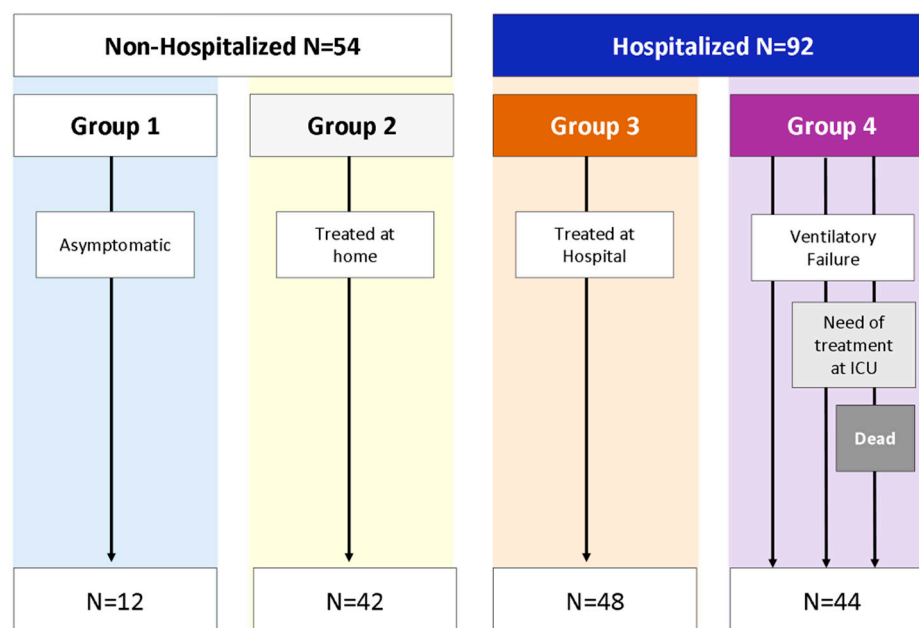 Non-Hospitalized N=54
Hospitalized N=92
Group 1
Group 2
Group 3
Group 4
Asymptomatic
Treated at
home
Treated at
Hospital
Ventilatory
Failure
Need of
treatment
at ICU
Dead
N=12
N=42
N=48
N=44